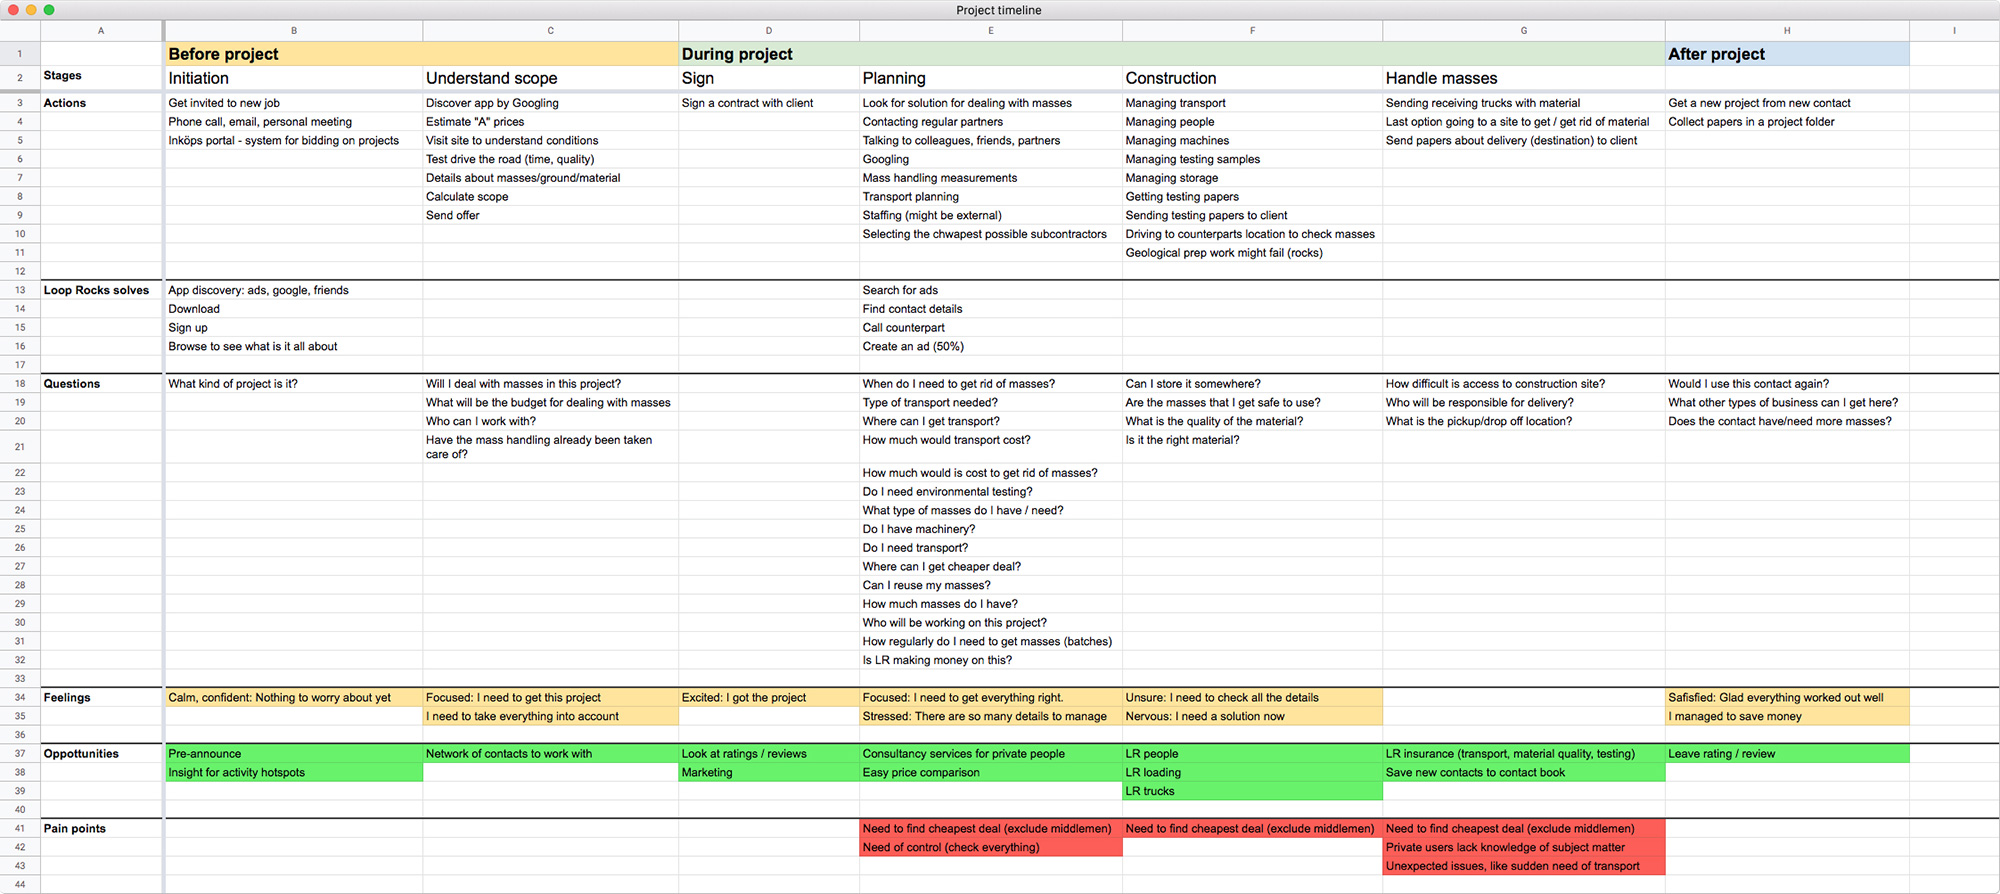 Project timeline
A B C D E F G H I
1 Before project During project After project
2 Stages Initiation Understand scope Sign Planning Construction Handle masses
3 Actions Get invited to new job Discover app by Googling Sign a contract with client Look for solution for dealing with masses Managing transport Sending receiving trucks with material Get a new project from new contact
4 Phone call, email, personal meeting Estimate "A" prices Contacting regular partners Managing people Last option going to a site to get / get rid of material Collect papers in a project folder
5 Inköps portal - system for bidding on projects Visit site to understand conditions Talking to colleagues, friends, partners Managing machines Send papers about delivery (destination) to client
6 Test drive the road (time, quality) Googling Managing testing samples
7 Details about masses/ground/material Mass handling measurements Managing storage
8 Calculate scope Transport planning Getting testing papers
9 Send offer Staffing (might be external) Sending testing papers to client
10 Selecting the chwapest possible subcontractors Driving to counterparts location to check masses
11 Geological prep work might fail (rocks)
12
13 Loop Rocks solves App discovery: ads, google, friends Search for ads
14 Download Find contact details
15 Sign up Call counterpart
16 Browse to see what is it all about Create an ad (50%)
17
18 Questions What kind of project is it? Will I deal with masses in this project? When do I need to get rid of masses? Can I store it somewhere? How difficult is access to construction site? Would I use this contact again?
19 What will be the budget for dealing with masses Type of transport needed? Are the masses that I get safe to use? Who will be responsible for delivery? What other types of business can I get here?
20 Who can I work with? Where can I get transport? What is the quality of the material? What is the pickup/drop off location? Does the contact have/need more masses?
21 Have the mass handling already been taken care of? How much would transport cost? Is it the right material?
22 How much would is cost to get rid of masses?
23 Do I need environmental testing?
24 What type of masses do I have / need?
25 Do I have machinery?
26 Do I need transport?
27 Where can I get cheaper deal?
28 Can I reuse my masses?
29 How much masses do I have?
30 Who will be working on this project?
31 How regularly do I need to get masses (batches)
32 Is LR making money on this?
33
34 Feelings Calm, confident: Nothing to worry about yet Focused: I need to get this project Excited: I got the project Focused: I need to get everything right. Unsure: I need to check all the details Safisfied: Glad everything worked out well
35 I need to take everything into account Stressed: There are so many details to manage Nervous: I need a solution now I managed to save money
36
37 Oppottunities Pre-announce Network of contacts to work with Look at ratings / reviews Consultancy services for private people LR people LR insurance (transport, material quality, testing) Leave rating / review
38 Insight for activity hotspots Marketing Easy price comparison LR loading Save new contacts to contact book
39 LR trucks
40
41 Pain points Need to find cheapest deal (exclude middlemen) Need to find cheapest deal (exclude middlemen) Need to find cheapest deal (exclude middlemen)
42 Need of control (check everything) Private users lack knowledge of subject matter
43 Unexpected issues, like sudden need of transport
44